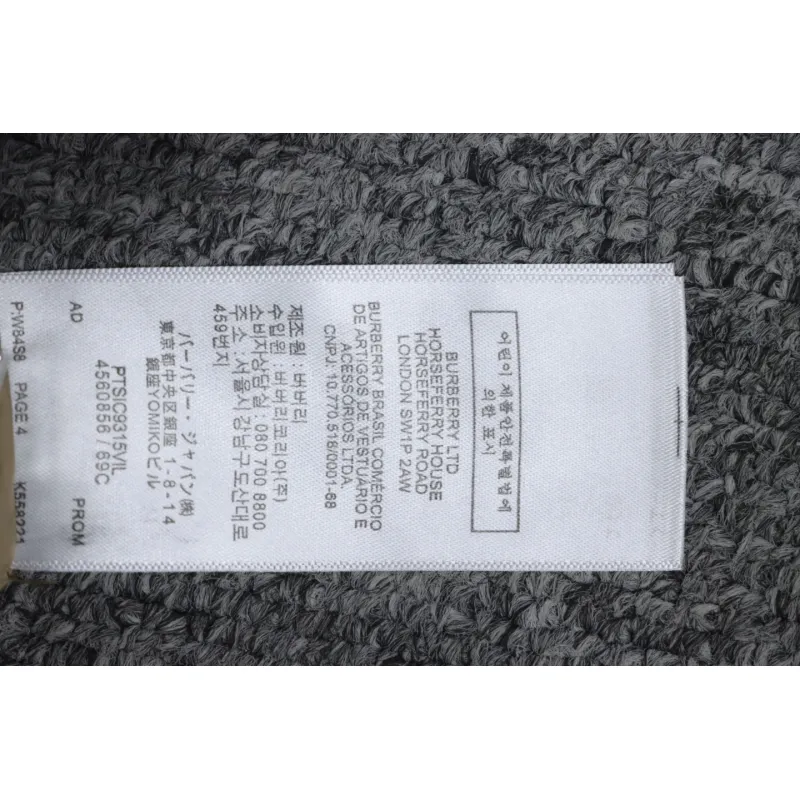 어린이 제품안전특별법에
의한 표시
BURBERRY LTD
HORSEFERRY HOUSE
HORSEFERRY ROAD
LONDON SW1P 2AW
BURBERRY BRASIL COMÉRCIO
DE ARTIGOS DE VESTUÁRIO E
ACESSÓRIOS LTDA.
CNPJ: 10.770.518/0001-68
제조원 : 버버리
수입원 : 버버리코리아(주)
소비자상담실 : 080 700 8800
주 소 : 서울시 강남구 도산대로
459번지
バーバリー・ジャパン㈱
東京都中央区銀座 1-8-14
銀座YOMIKOビル
PTSIC9315VIL
4560856 / 69C
AD PROM
P:W84S8 PAGE 4 K558221